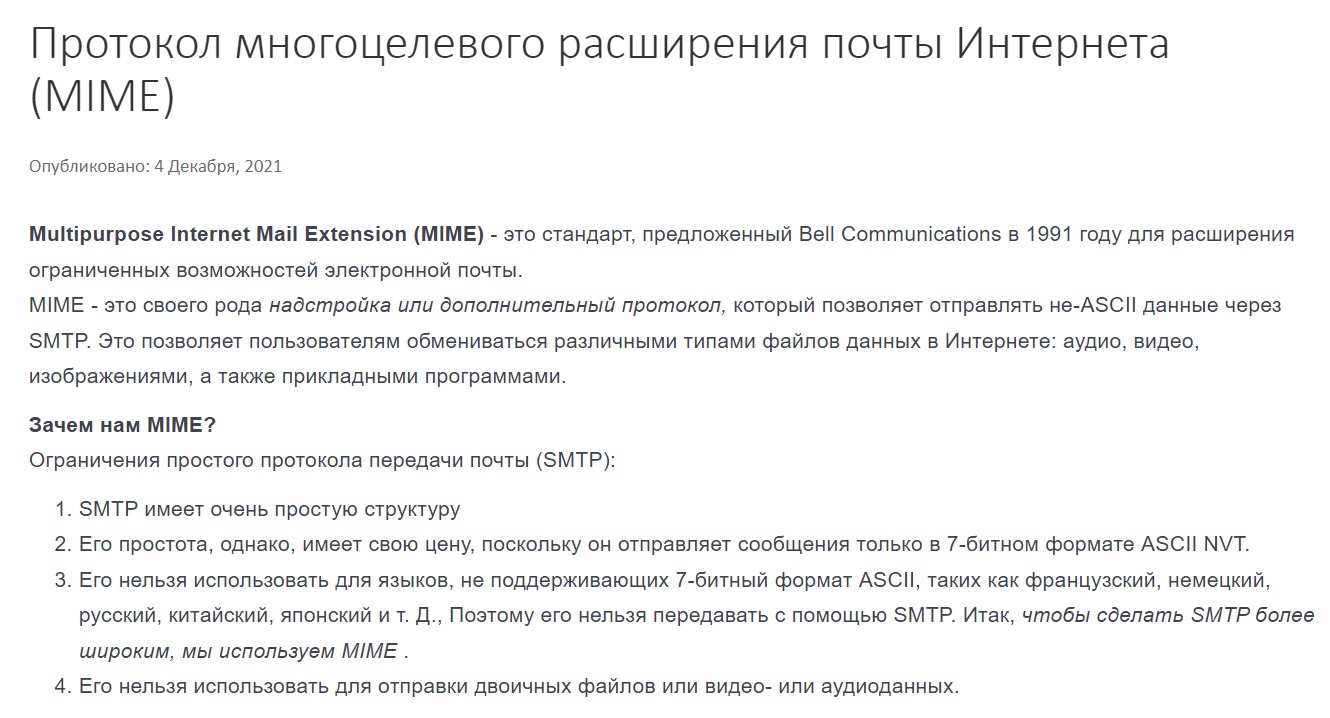 Протокол многоцелевого расширения почты Интернета
(MIME)
Опубликовано: 4 Декабря, 2021
Multipurpose Internet Mail Extension (MIME) - это стандарт, предложенный Bell Communications в 1991 году для расширения
ограниченных возможностей электронной почты.
MIME - это своего рода надстройка или дополнительный протокол, который позволяет отправлять не-ASCII данные через
SMTP. Это позволяет пользователям обмениваться различными типами файлов данных в Интернете: аудио, видео,
изображениями, а также прикладными программами.
Зачем нам MIME?
Ограничения простого протокола передачи почты (SMTP):
1. SMTP имеет очень простую структуру
2. Его простота, однако, имеет свою цену, поскольку он отправляет сообщения только в 7-битном формате ASCII NVT.
3. Его нельзя использовать для языков, не поддерживающих 7-битный формат ASCII, таких как французский, немецкий,
русский, китайский, японский и т. Д., Поэтому его нельзя передавать с помощью SMTP. Итак, чтобы сделать SMTP более
широким, мы используем MIME .
4. Его нельзя использовать для отправки двоичных файлов или видео- или аудиоданных.